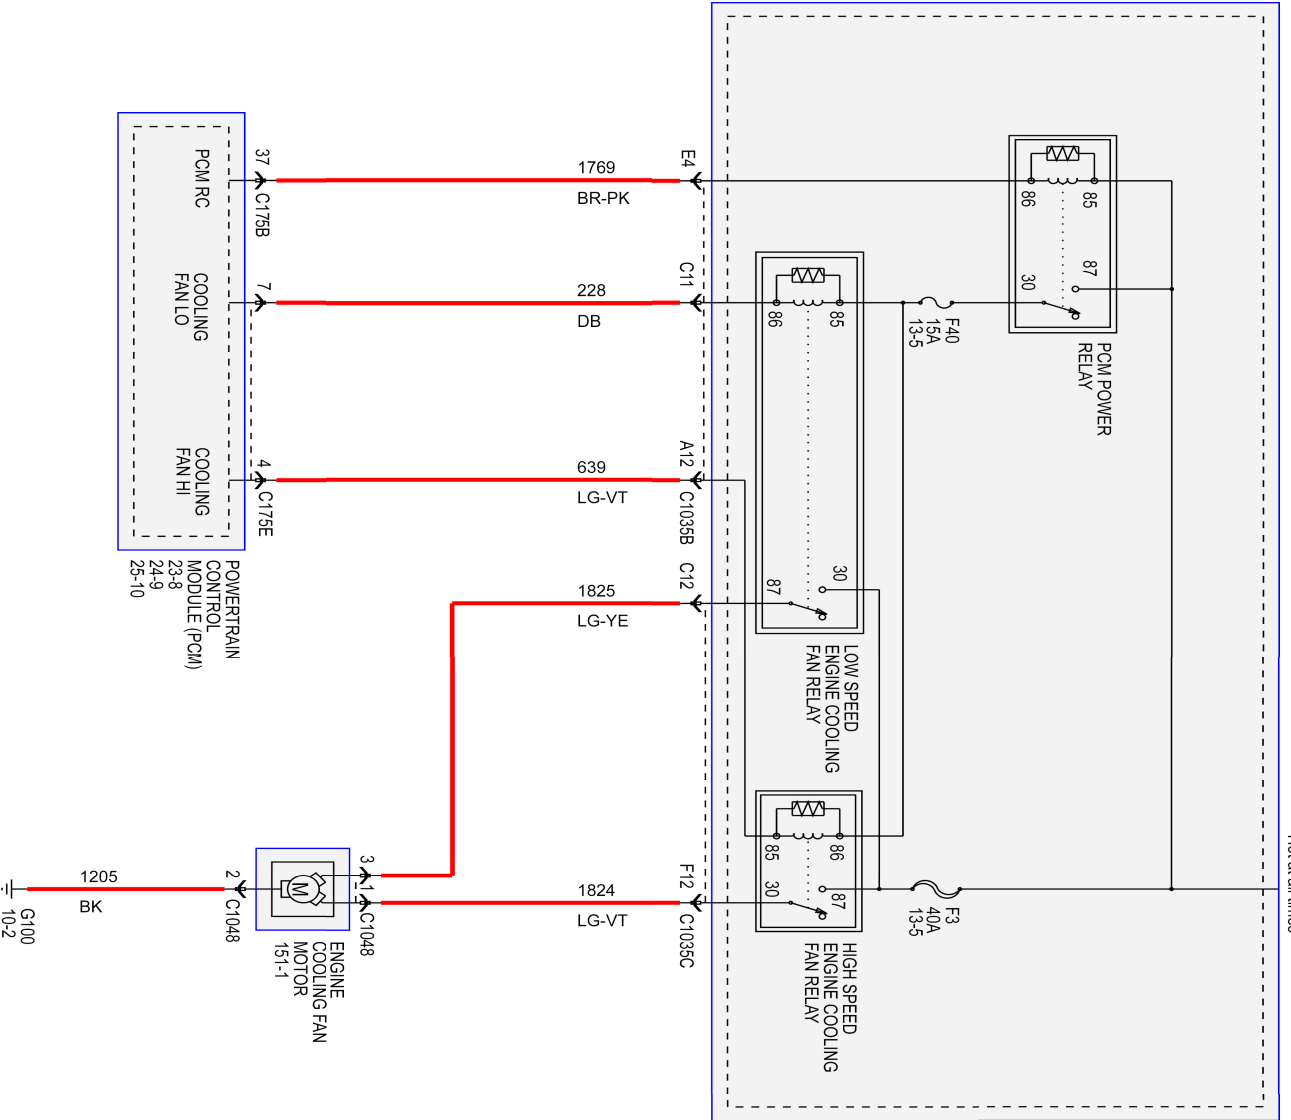 PCM RC
37
C175B
1769
BR-PK
E4
86
85
87
30
PCM POWER
RELAY
COOLING
FAN LO
7
228
DB
C11
86
85
F40
15A
13-5
COOLING
FAN HI
4
C175E
639
LG-VT
A12
C1035B
POWERTRAIN
CONTROL
MODULE (PCM)
23-8
24-9
25-10
1825
LG-YE
C12
87
30
LOW SPEED
ENGINE COOLING
FAN RELAY
85
86
30
87
F3
40A
13-5
HIGH SPEED
ENGINE COOLING
FAN RELAY
1824
LG-VT
F12
C1035C
3
1
C1048
M
2
C1048
ENGINE
COOLING FAN
MOTOR
151-1
1205
BK
G100
10-2